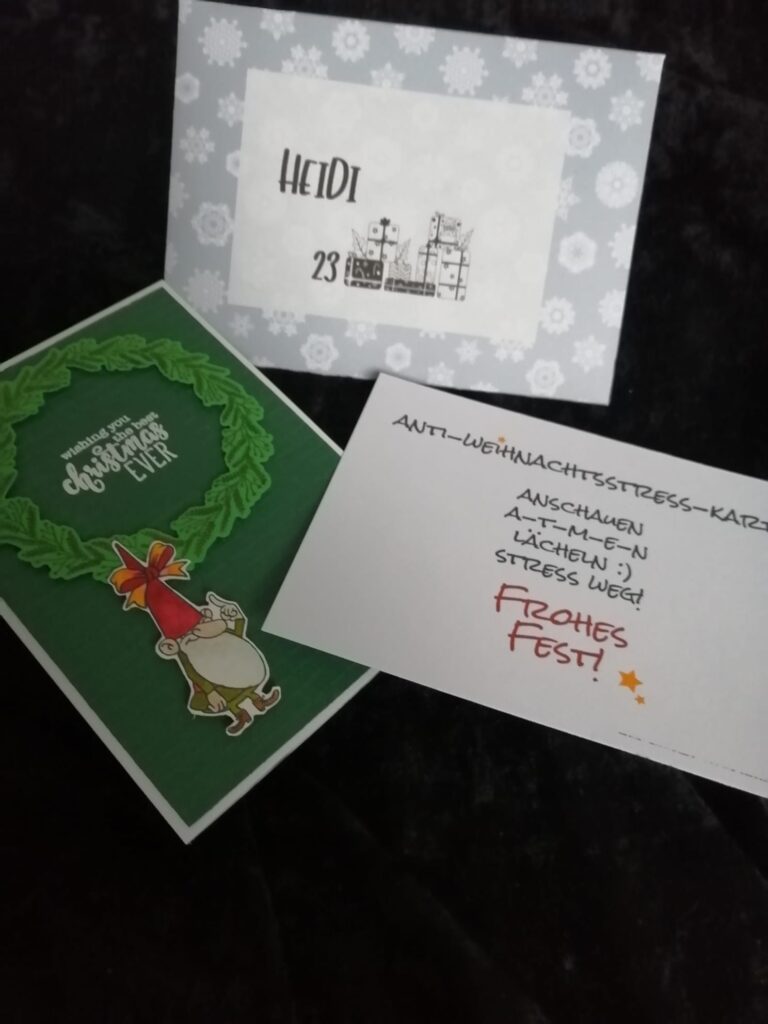 HEIDI
23
wishing you
the best
christmas
EVER
ANTI-WEIHNACHTSSTRESS-KART
ANSCHAUEN
A-T-M-E-N
LÄCHELN :)
STRESS WEG!
FROHES
FEST!